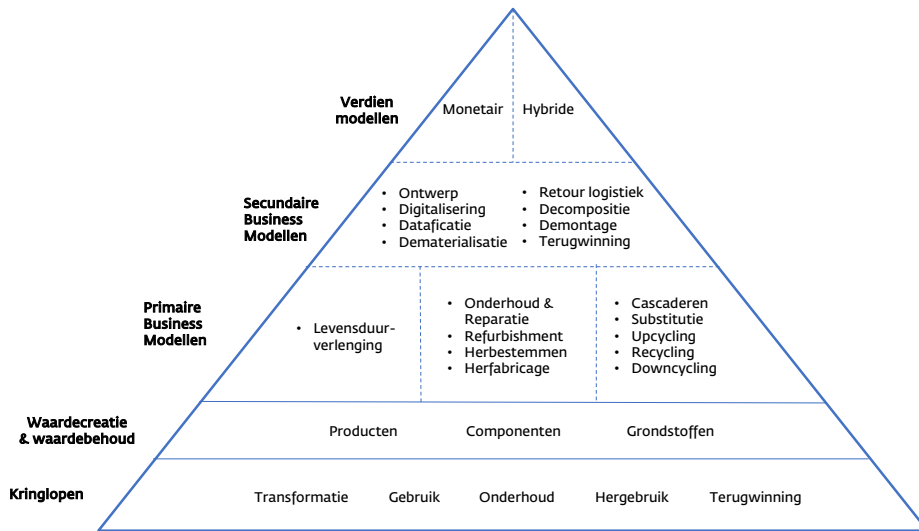 Verdien
modellen
Monetair
Hybride
Secundaire
Business
Modellen
• Ontwerp
• Digitalisering
• Dataficatie
• Dematerialisatie
• Retour logistiek
• Decompositie
• Demontage
• Terugwinning
Primaire
Business
Modellen
• Levensduur-
verlenging
• Onderhoud &
Reparatie
• Refurbishment
• Herbestemmen
• Herfabricage
• Cascaderen
• Substitutie
• Upcycling
• Recycling
• Downcycling
Waardecreatie
& waardebehoud
Producten
Componenten
Grondstoffen
Kringlopen
Transformatie
Gebruik
Onderhoud
Hergebruik
Terugwinning